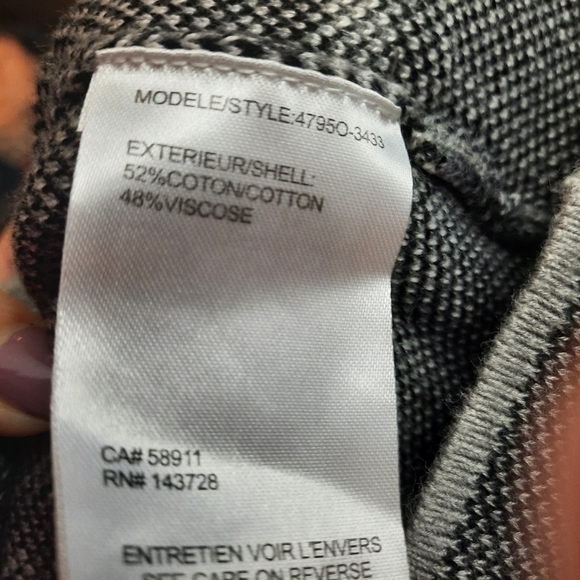 MODELE/STYLE:4795O-3433
EXTERIEUR/SHELL:
52%COTON/COTTON
48%VISCOSE
CA# 58911
RN# 143728
ENTRETIEN VOIR L'ENVERS
SEE CARE ON REVERSE